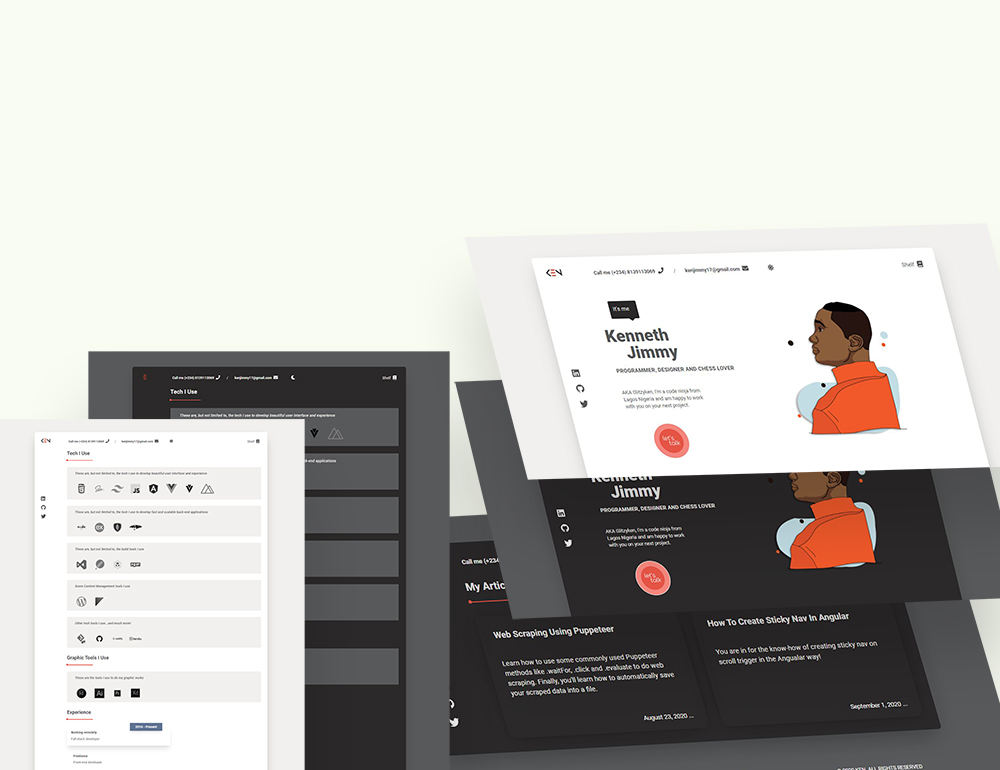 KEN
Call me (+234) 8139113069 / kenjimmy17@gmail.com
Shelf
it's me
Kenneth
Jimmy
PROGRAMMER, DESIGNER AND CHESS LOVER
AKA Glitzyken, I'm a code ninja from
Lagos Nigeria and am happy to work
with you on your next project.
let's
talk
Kenneth
Jimmy
PROGRAMMER, DESIGNER AND CHESS LOVER
AKA Glitzyken, I'm a code ninja from
Lagos Nigeria and am happy to work
with you on your next project.
let's
talk
Call me (+234
My Artic
Web Scraping Using Puppeteer
Learn how to use some commonly used Puppeteer
methods like .waitFor, .click and .evaluate to do web
scraping. Finally, you'll learn how to automatically save
your scraped data into a file.
August 23, 2020 ...
How To Create Sticky Nav In Angular
You are in for the know-how of creating sticky nav on
scroll trigger in the Angualar way!
September 1, 2020 ...
KEN. ALL RIGHTS RESERVED
Call me (+234) 8139113069 / kenjimmy17@gmail.com
Shelf
Tech I Use
These are, but not limited to, the tech i use to develop beautiful user interface and experience
end applications
KEN
Call me (+234) 8139113069 / kenjimmy17@gmail.com
Shelf
Tech I Use
These are, but not limited to, the tech i use to develop beautiful user interface and experience
JS
These are, but not limited to, the tech i use to develop fast and scalable back-end applications
These are, but not limited to, the build tools i use
Some Content Management tools I use
Other Tech tools I use, and much more!
Graphic Tools I Use
These are the tools I use to do my graphic works
Ai
Experience
2019 - Present
Working remotely
Full-stack developer
Freelance
Front-end developer